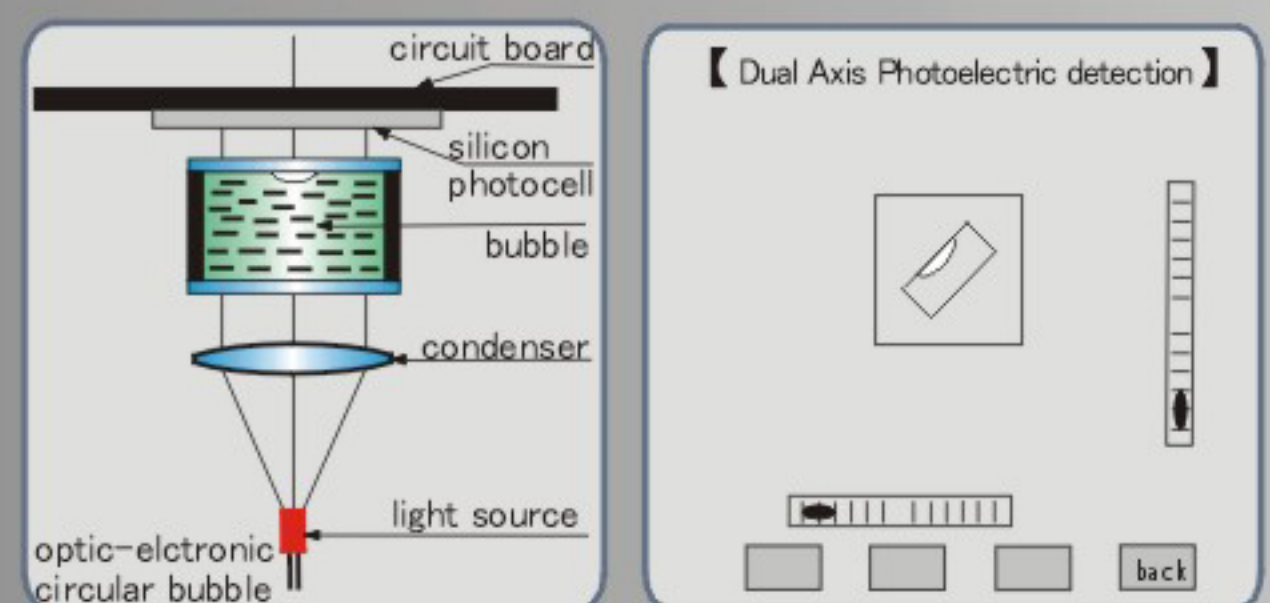 circuit board
silicon
photocell
bubble
condenser
light source
optic-elctronic
circular bubble
【 Dual Axis Photoelectric detection 】
back